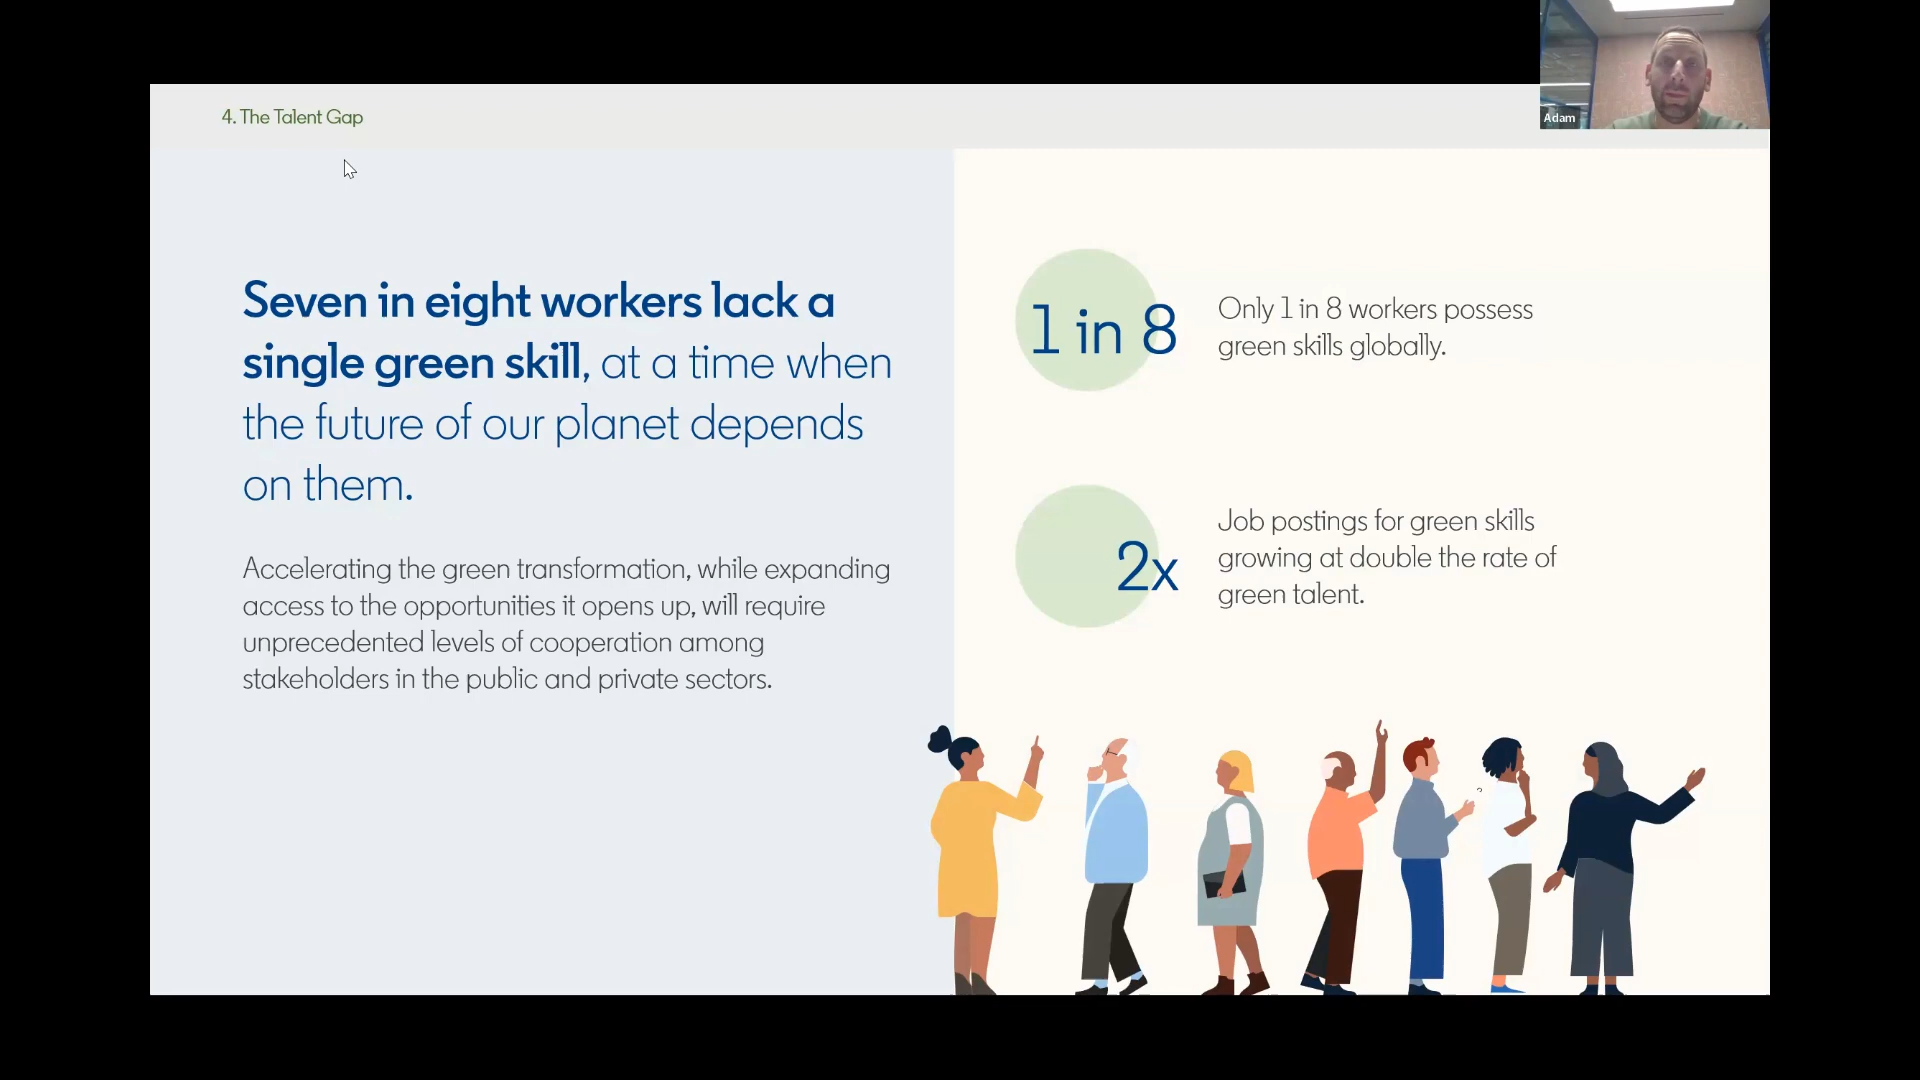 4. The Talent Gap
Adam
Seven in eight workers lack a
single green skill, at a time when
the future of our planet depends
on them.
Accelerating the green transformation, while expanding
access to the opportunities it opens up, will require
unprecedented levels of cooperation among
stakeholders in the public and private sectors.
1 in 8
Only 1 in 8 workers possess
green skills globally.
2x
Job postings for green skills
growing at double the rate of
green talent.